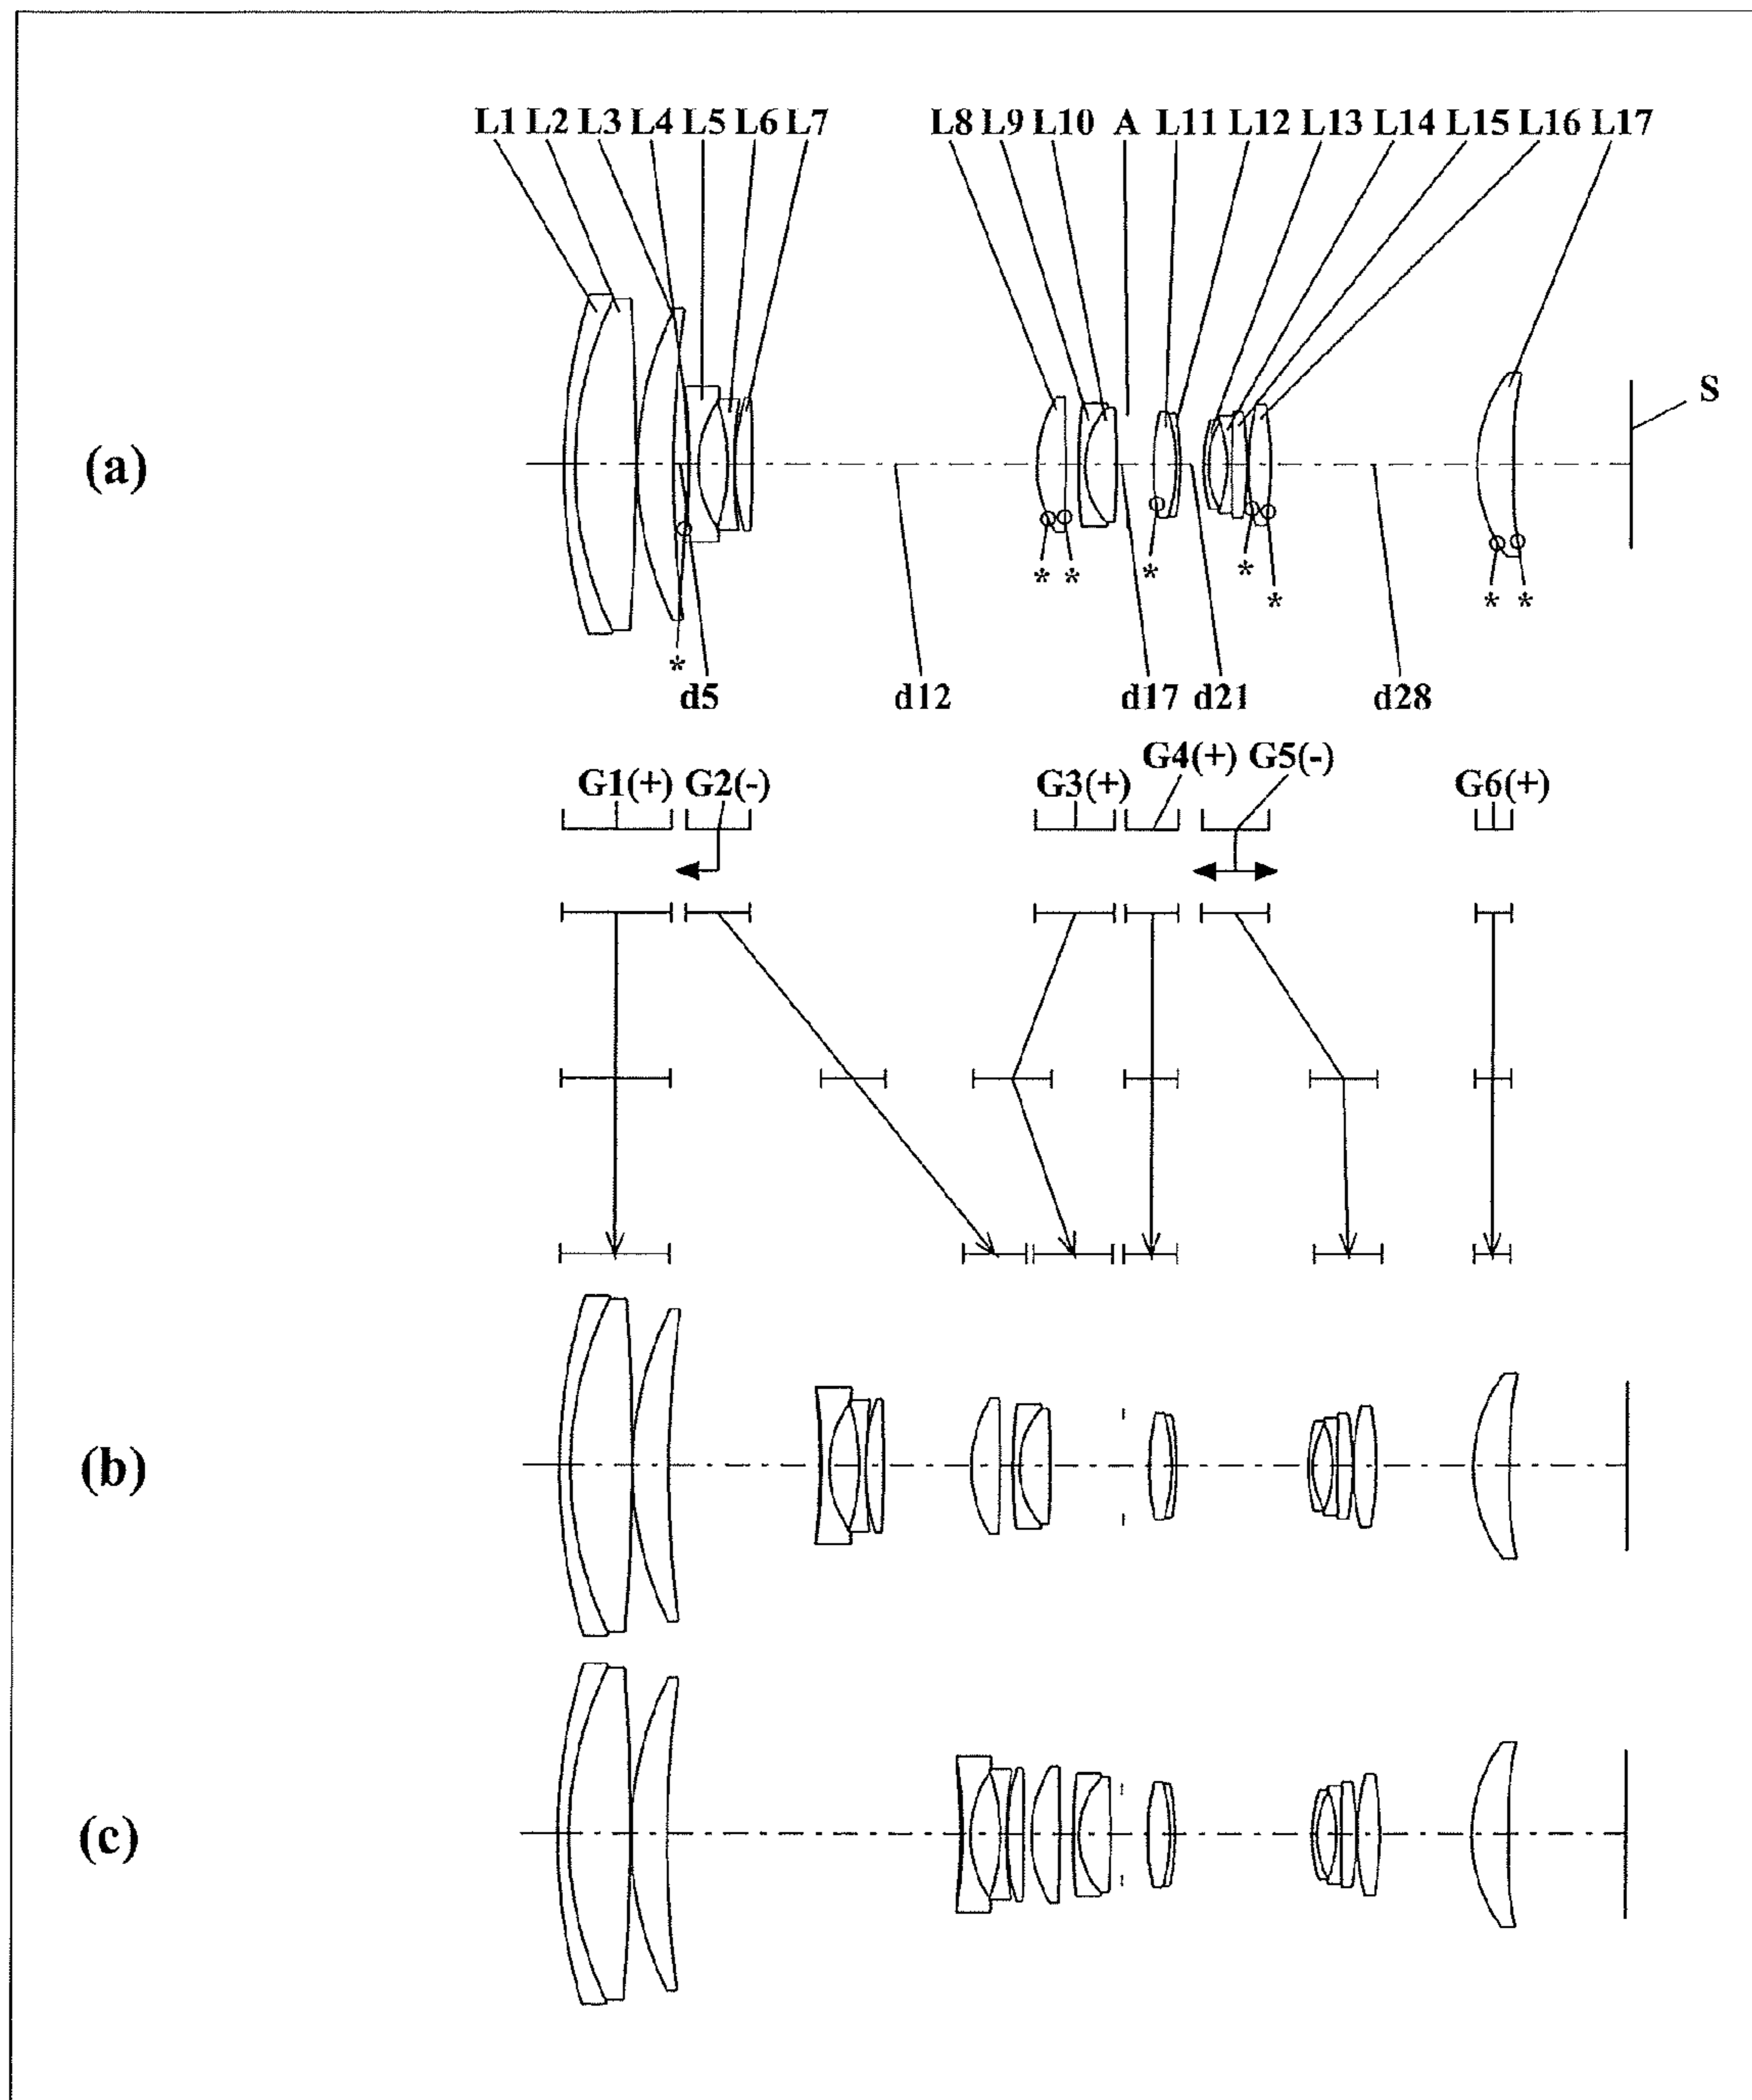 L1 L2 L3 L4 L5 L6 L7 L8 L9 L10 A L11 L12 L13 L14 L15 L16 L17
S
(a)
* * * * * * *
*
d5 d12 d17 d21 d28
G4(+) G5(-)
G1(+) G2(-) G3(+) G6(+)
(b)
(c)